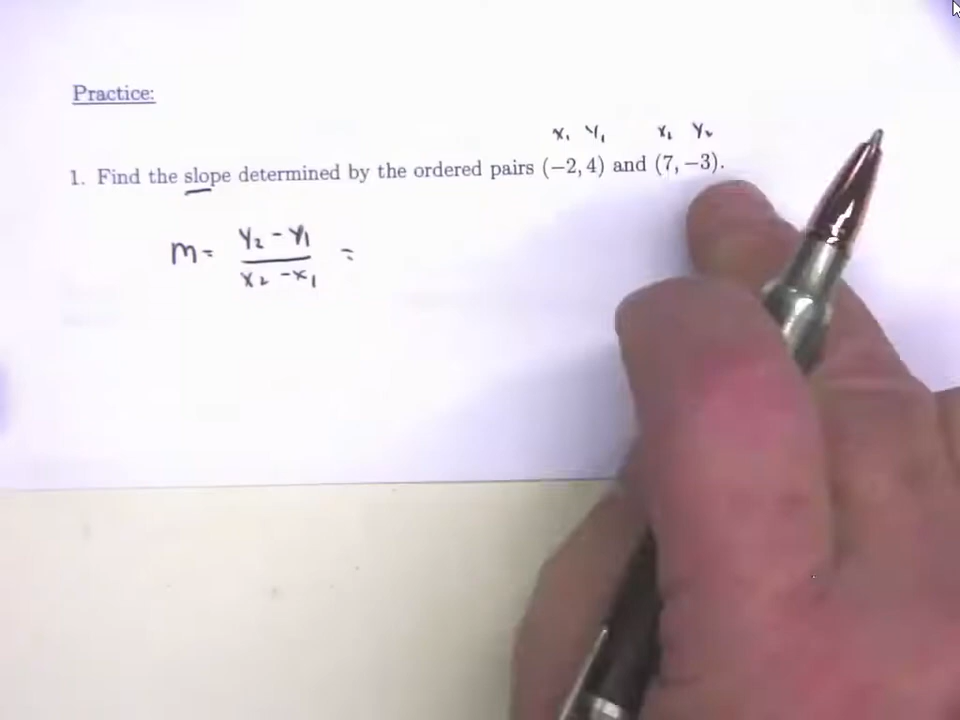 Practice:
x₁ y₁ x₂ y₂
1. Find the slope determined by the ordered pairs (−2, 4) and (7, −3).
m = y₂ − y₁ / x₂ − x₁ =